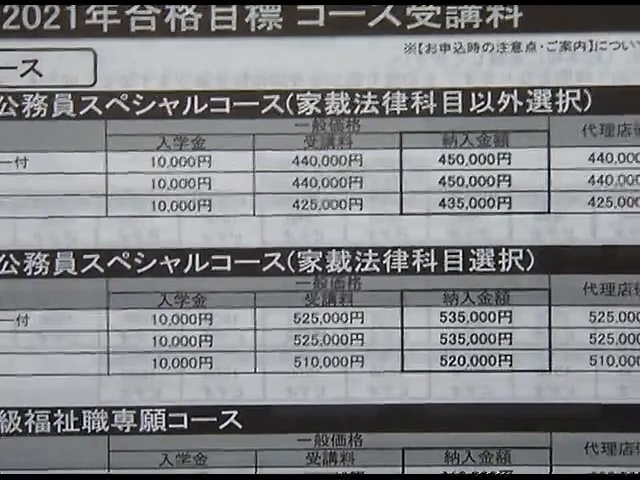 2021年合格目標 コース受講料
※【お申込時の注意点・ご案内】につい
ース
公務員スペシャルコース(家裁法律科目以外選択)
一般価格
入学金 受講料 納入金額 代理店
ー付 10,000円 440,000円 450,000円 440,00
10,000円 440,000円 450,000円 440,00
10,000円 425,000円 435,000円 425,00
公務員スペシャルコース(家裁法律科目選択)
一般価格
入学金 受講料 納入金額 代理店
ー付 10,000円 525,000円 535,000円 525,00
10,000円 525,000円 535,000円 525,00
10,000円 510,000円 520,000円 510,00
級福祉職専願コース
一般価格
入学金 受講料 納入金額 代理店